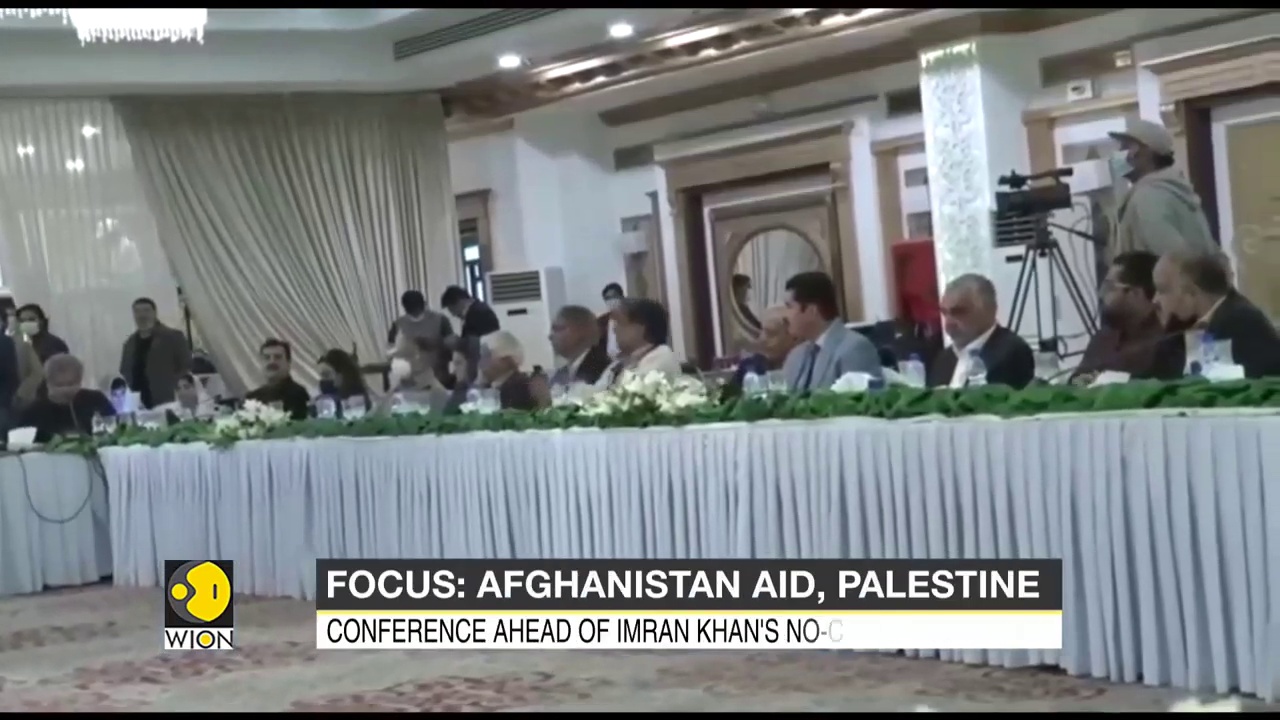 FOCUS: AFGHANISTAN AID, PALESTINE
CONFERENCE AHEAD OF IMRAN KHAN'S NO-C
WION